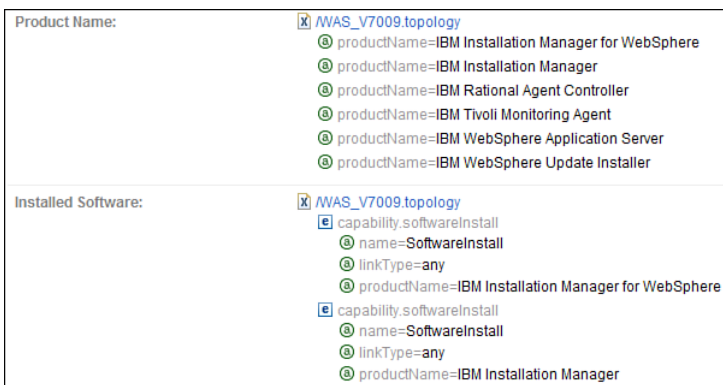 Product Name:
/WAS_V7009.topology
productName=IBM Installation Manager for WebSphere
productName=IBM Installation Manager
productName=IBM Rational Agent Controller
productName=IBM Tivoli Monitoring Agent
productName=IBM WebSphere Application Server
productName=IBM WebSphere Update Installer
Installed Software:
/WAS_V7009.topology
capability.softwareInstall
name=SoftwareInstall
linkType=any
productName=IBM Installation Manager for WebSphere
capability.softwareInstall
name=SoftwareInstall
linkType=any
productName=IBM Installation Manager